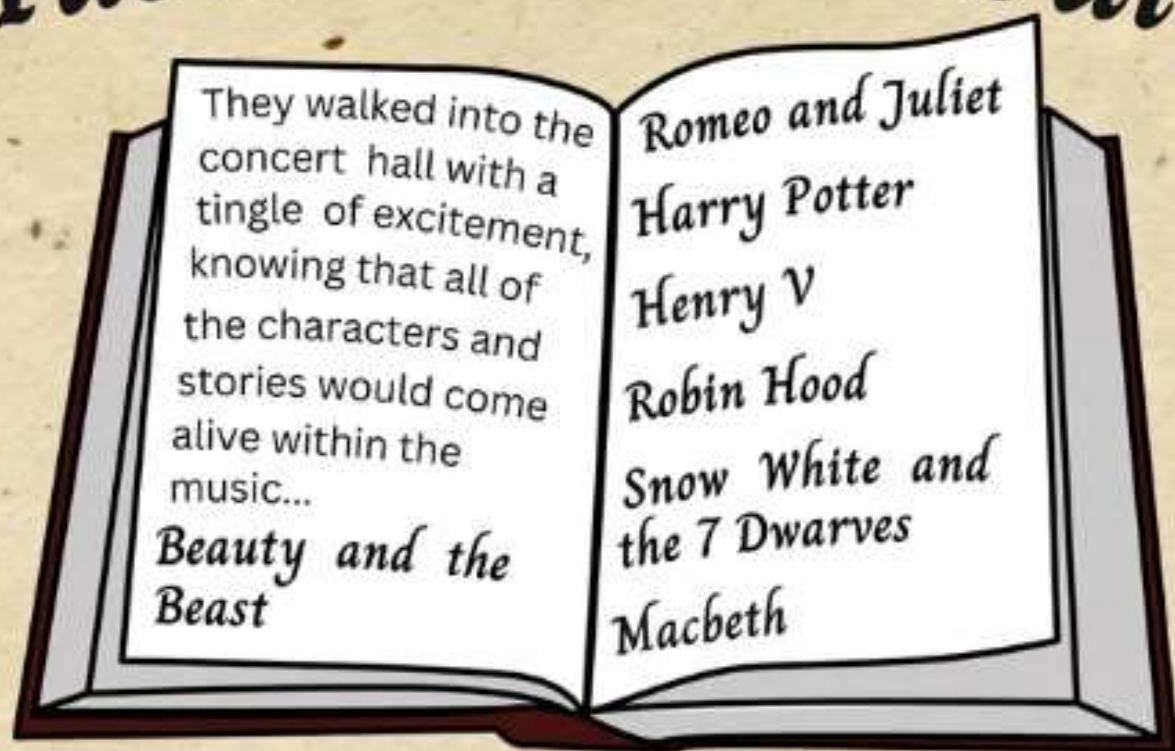 They walked into the
concert hall with a
tingle of excitement,
knowing that all of
the characters and
stories would come
alive within the
music...
Beauty and the
Beast
Romeo and Juliet
Harry Potter
Henry V
Robin Hood
Snow White and
the 7 Dwarves
Macbeth